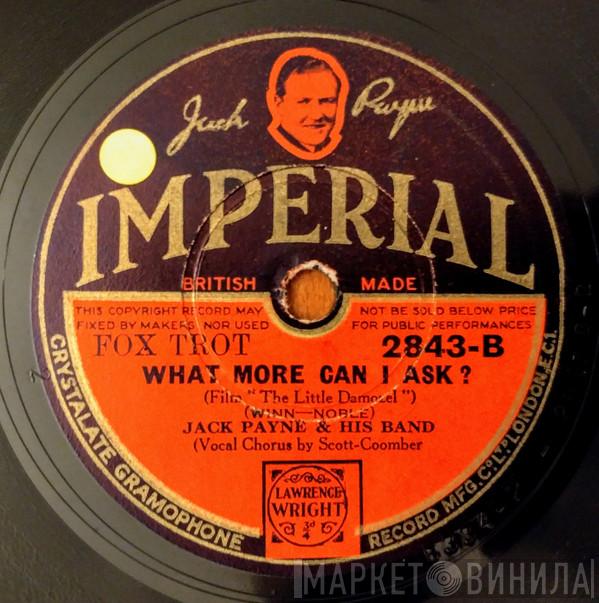 Jack Payne
IMPERIAL
BRITISH MADE
THIS COPYRIGHT RECORD MAY NOT BE SOLD BELOW PRICE
FIXED BY MAKERS NOR USED FOR PUBLIC PERFORMANCES
FOX TROT 2843-B
WHAT MORE CAN I ASK?
(Film "The Little Damozel")
(WINN—NOBLE)
JACK PAYNE & HIS BAND
(Vocal Chorus by Scott-Coomber
LAWRENCE
WRIGHT
3d/4
CRYSTALATE GRAMOPHONE RECORD MFG. Co. LTD. LONDON, E.C.1.
МАРКЕТ ВИНИЛА